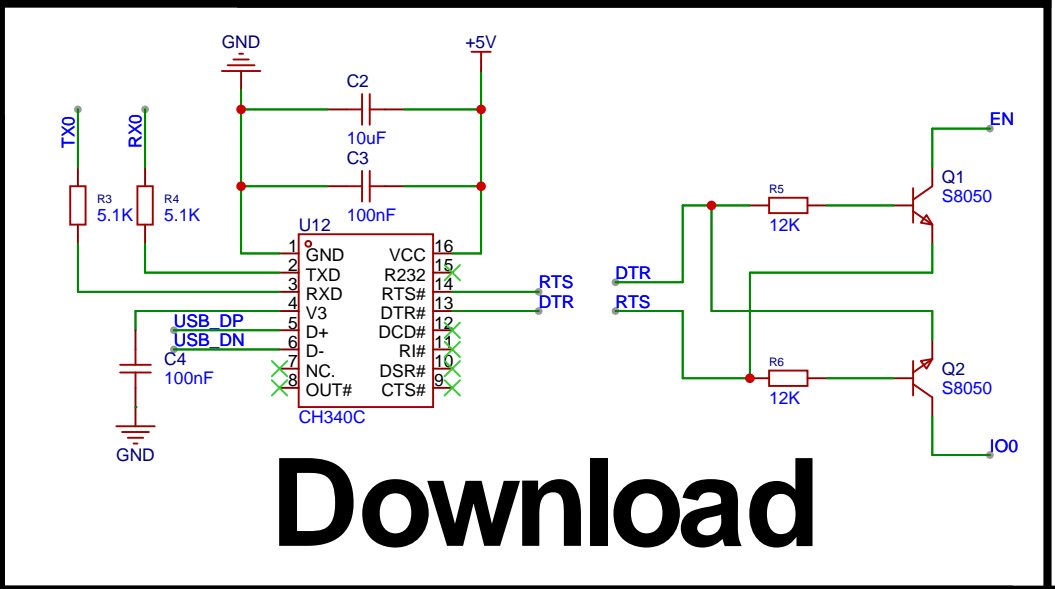 GND
+5V
C2
10uF
C3
100nF
TX0
RX0
R3
5.1K
R4
5.1K
U12
1 GND VCC 16
2 TXD R232 15
3 RXD RTS# 14
4 V3 DTR# 13
5 D+ DCD# 12
6 D- RI# 11
7 NC. DSR# 10
8 OUT# CTS# 9
CH340C
USB_DP
USB_DN
C4
100nF
GND
RTS
DTR
DTR
RTS
R5
12K
R6
12K
EN
Q1
S8050
Q2
S8050
IO0
Download